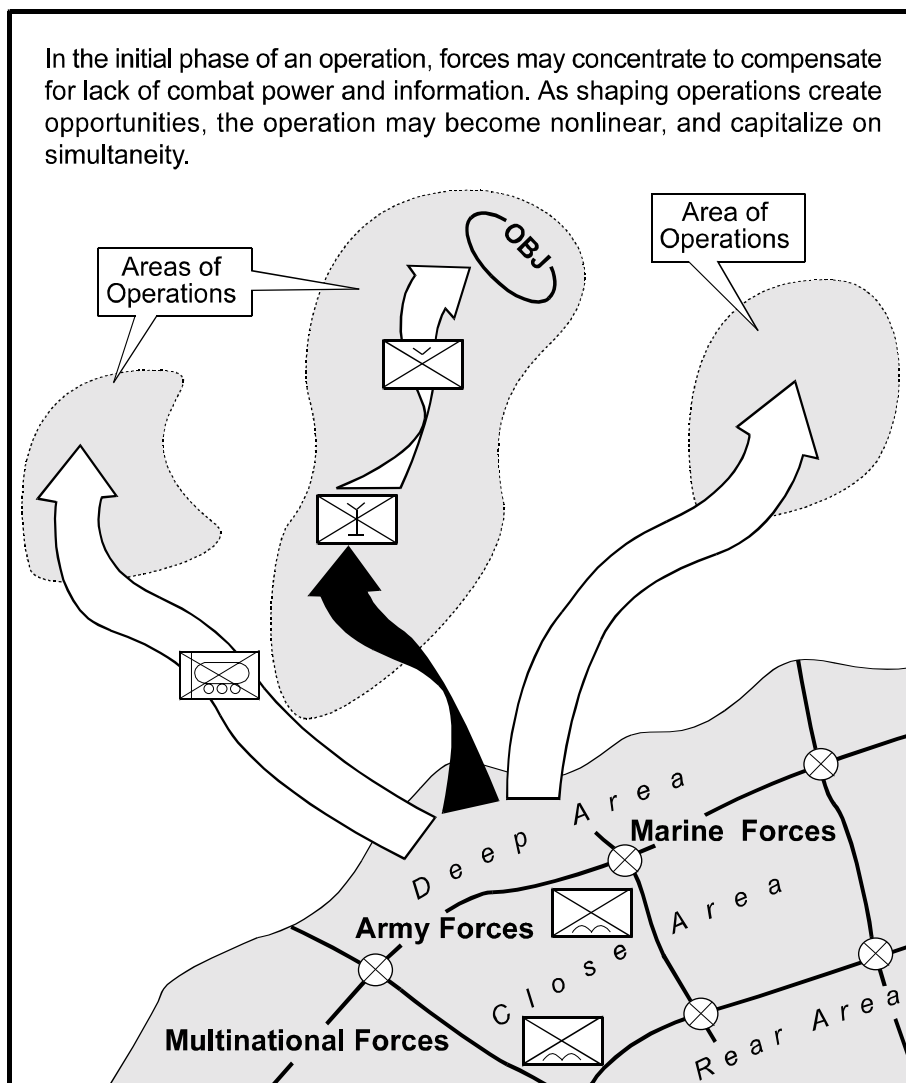 In the initial phase of an operation, forces may concentrate to compensate
for lack of combat power and information. As shaping operations create
opportunities, the operation may become nonlinear, and capitalize on
simultaneity.
Areas of
Operations
OBJ
Area of
Operations
Deep Area
Marine Forces
Army Forces
Close Area
Multinational Forces
Rear Area